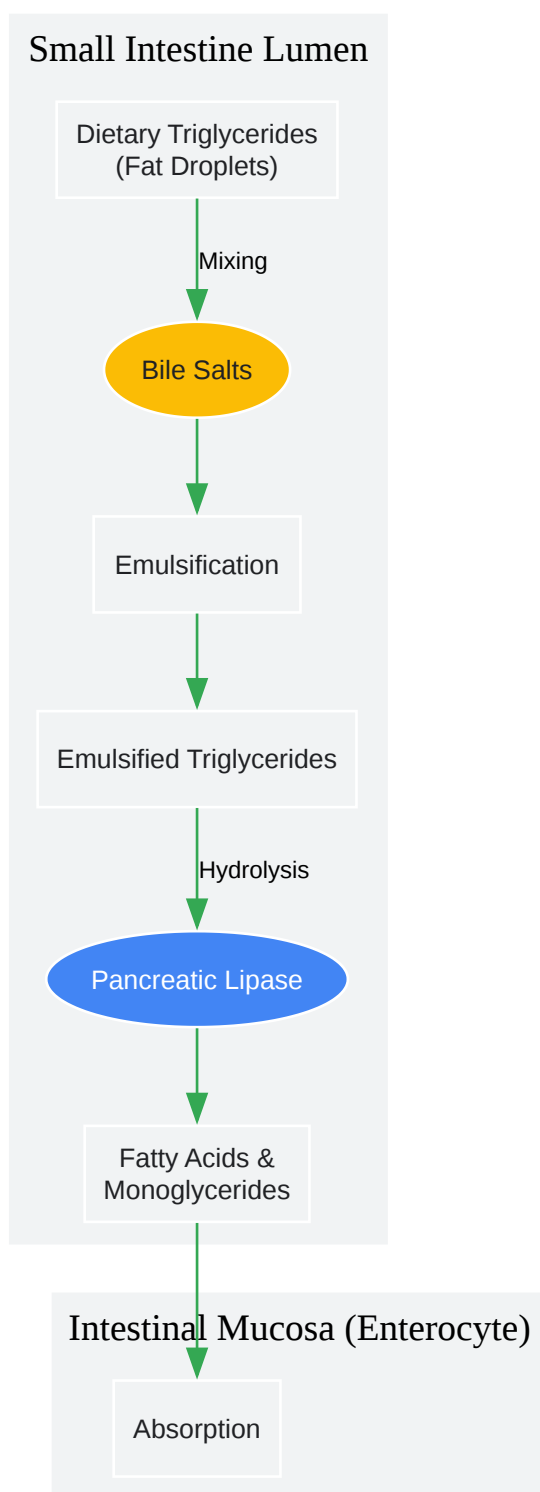 Small Intestine Lumen
Dietary Triglycerides
(Fat Droplets)
Mixing
Bile Salts
Emulsification
Emulsified Triglycerides
Hydrolysis
Pancreatic Lipase
Fatty Acids &
Monoglycerides
Intestinal Mucosa (Enterocyte)
Absorption